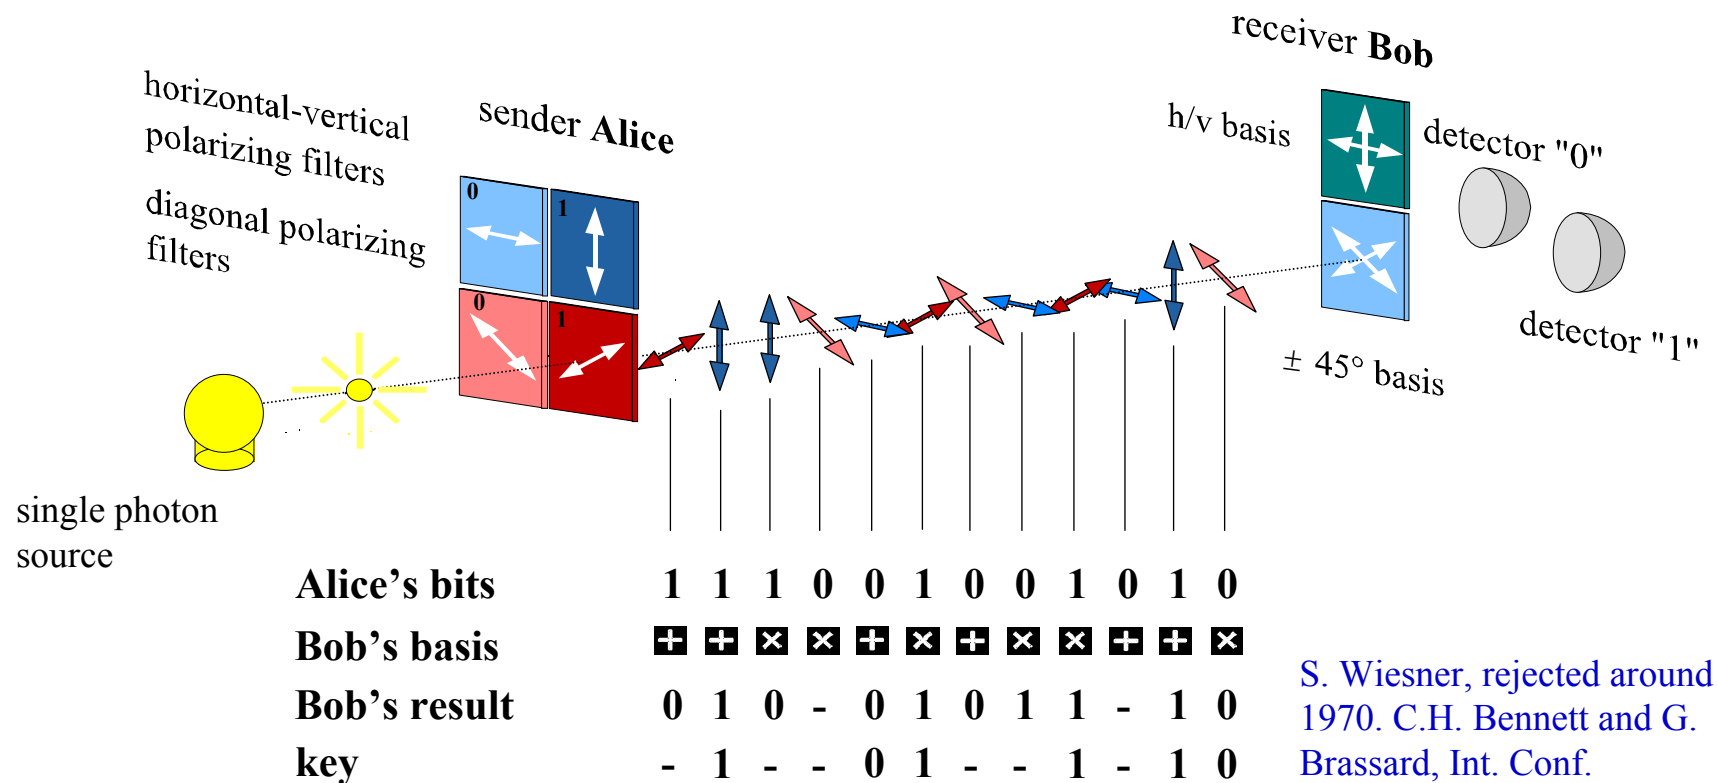 receiver Bob
horizontal-vertical
polarizing filters
sender Alice
h/v basis
detector "0"
diagonal polarizing
filters
0
1
0
1
detector "1"
± 45° basis
single photon
source
Alice’s bits 1 1 1 0 0 1 0 0 1 0 1 0
Bob’s basis + + × × + × + × × + + ×
Bob’s result 0 1 0 - 0 1 0 1 1 - 1 0
key - 1 - - 0 1 - - 1 - 1 0
S. Wiesner, rejected around
1970. C.H. Bennett and G.
Brassard, Int. Conf.